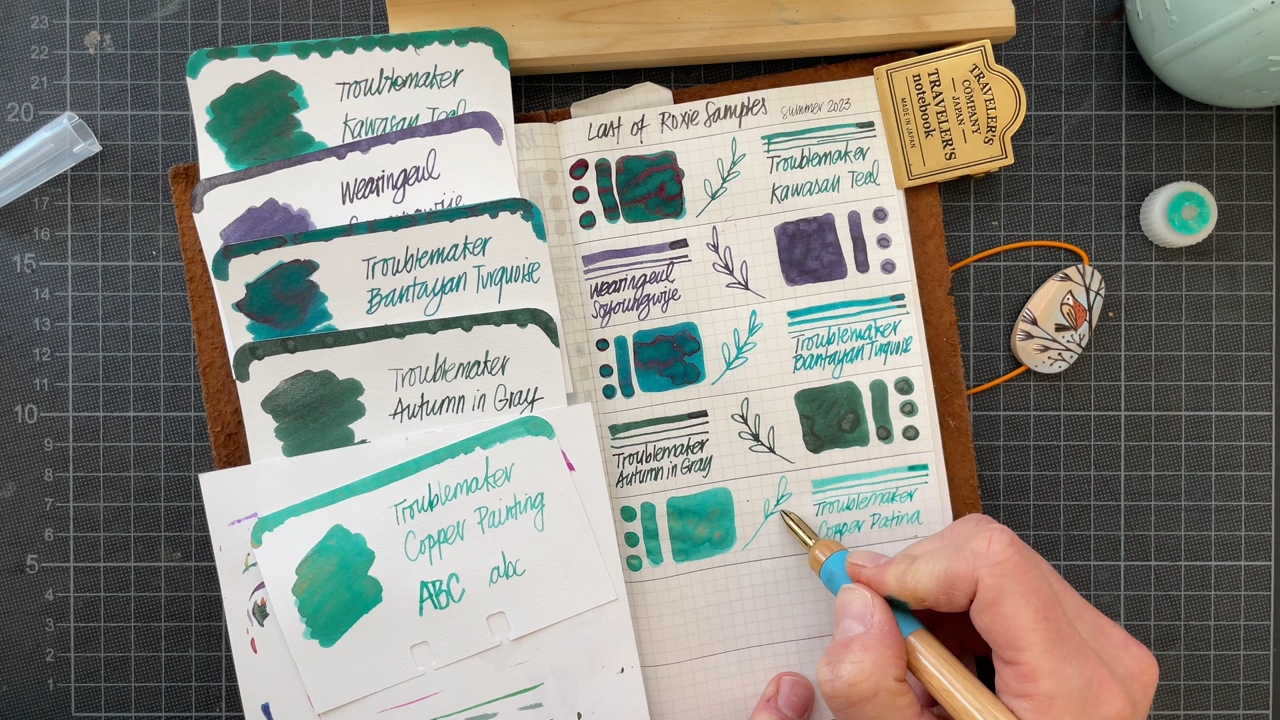 Troublemaker
Kawasan Teal
Wearingeul
Troublemaker
Bantayan Turquoise
Troublemaker
Autumn in Gray
Troublemaker
Copper Painting
ABC abc
Last of Roxie Samples summer 2023
Troublemaker
Kawasan Teal
Wearingeul
Soyoungwije
Troublemaker
Bantayan Turquoise
Troublemaker
Autumn in Gray
Troublemaker
Copper Patina
TRAVELER'S
COMPANY
JAPAN
TRAVELER'S
notebook
MADE IN JAPAN
23
22
21
20
17
16
15
14
13
12
11
10
9
8
7
6
5
4
3
2
1